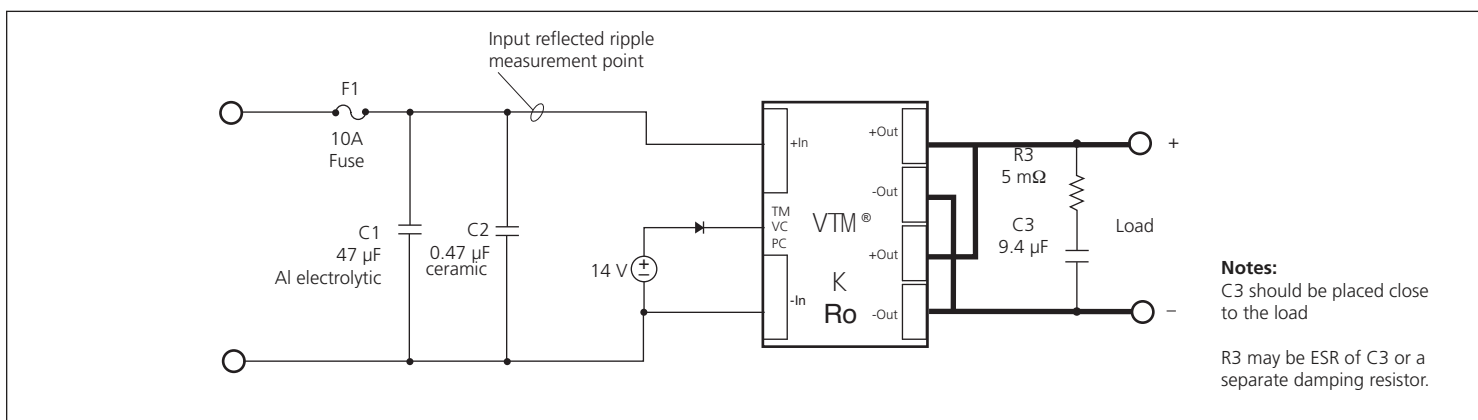 Input reflected ripple
measurement point
F1
10A
Fuse
C1
47 µF
Al electrolytic
C2
0.47 µF
ceramic
14 V
+In
TM
VC
PC
-In
VTM®
K
Ro
+Out
-Out
+Out
-Out
R3
5 mΩ
C3
9.4 µF
+
Load
–
Notes:
C3 should be placed close
to the load
R3 may be ESR of C3 or a
separate damping resistor.